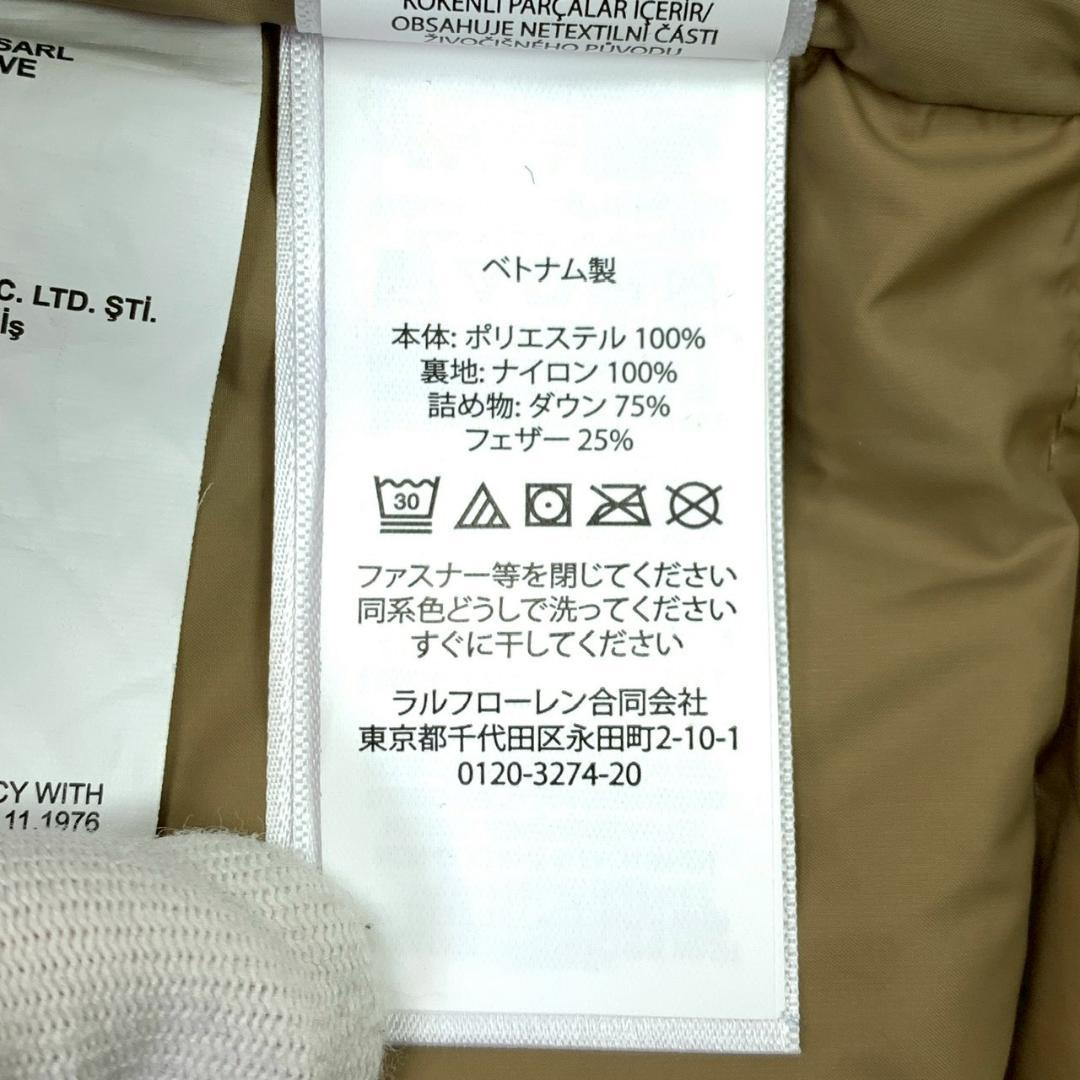 SARL
VE
C. LTD. ŞTİ.
İş
CY WITH
11.1976
KÖKENLİ PARÇALAR İÇERİR/
OBSAHUJE NETEXTILNÍ ČÁSTI
ŽIVOČIŠNÉHO PŮVODU
ベトナム製
本体: ポリエステル 100%
裏地: ナイロン 100%
詰め物: ダウン 75%
フェザー 25%
30
ファスナー等を閉じてください
同系色どうしで洗ってください
すぐに干してください
ラルフローレン合同会社
東京都千代田区永田町2-10-1
0120-3274-20